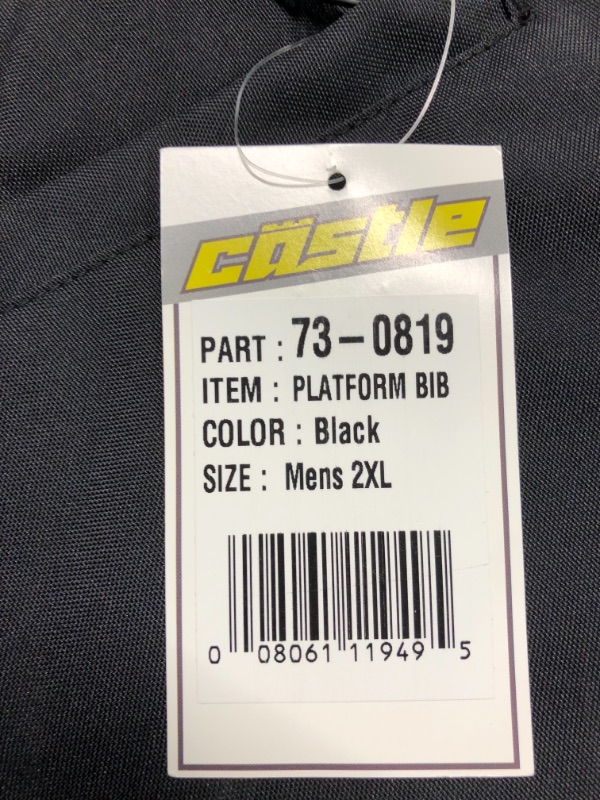 cästle
PART : 73-0819
ITEM : PLATFORM BIB
COLOR : Black
SIZE : Mens 2XL
0 08061 11949 5